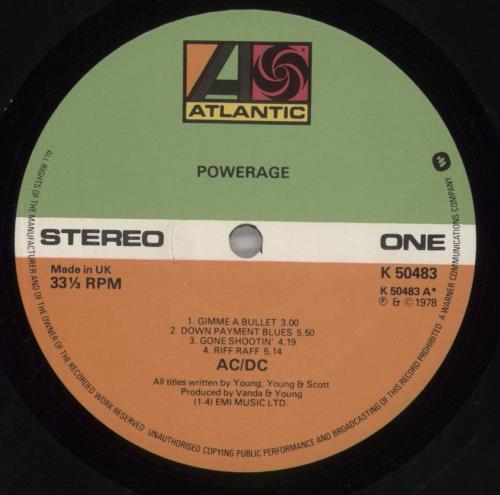 ATLANTIC
POWERAGE
STEREO
ONE
Made in UK
33⅓ RPM
K 50483
K 50483 A*
Ⓟ & © 1978
1. GIMME A BULLET 3.00
2. DOWN PAYMENT BLUES 5.50
3. GONE SHOOTIN' 4.19
4. RIFF RAFF 5.14
AC/DC
All titles written by Young, Young & Scott
Produced by Vanda & Young
(1-4) EMI MUSIC LTD.
ALL RIGHTS OF THE MANUFACTURER AND OF THE OWNER OF THE RECORDED WORK RESERVED UNAUTHORISED COPYING PUBLIC PERFORMANCE AND BROADCASTING OF THIS RECORD PROHIBITED. A WARNER COMMUNICATIONS COMPANY